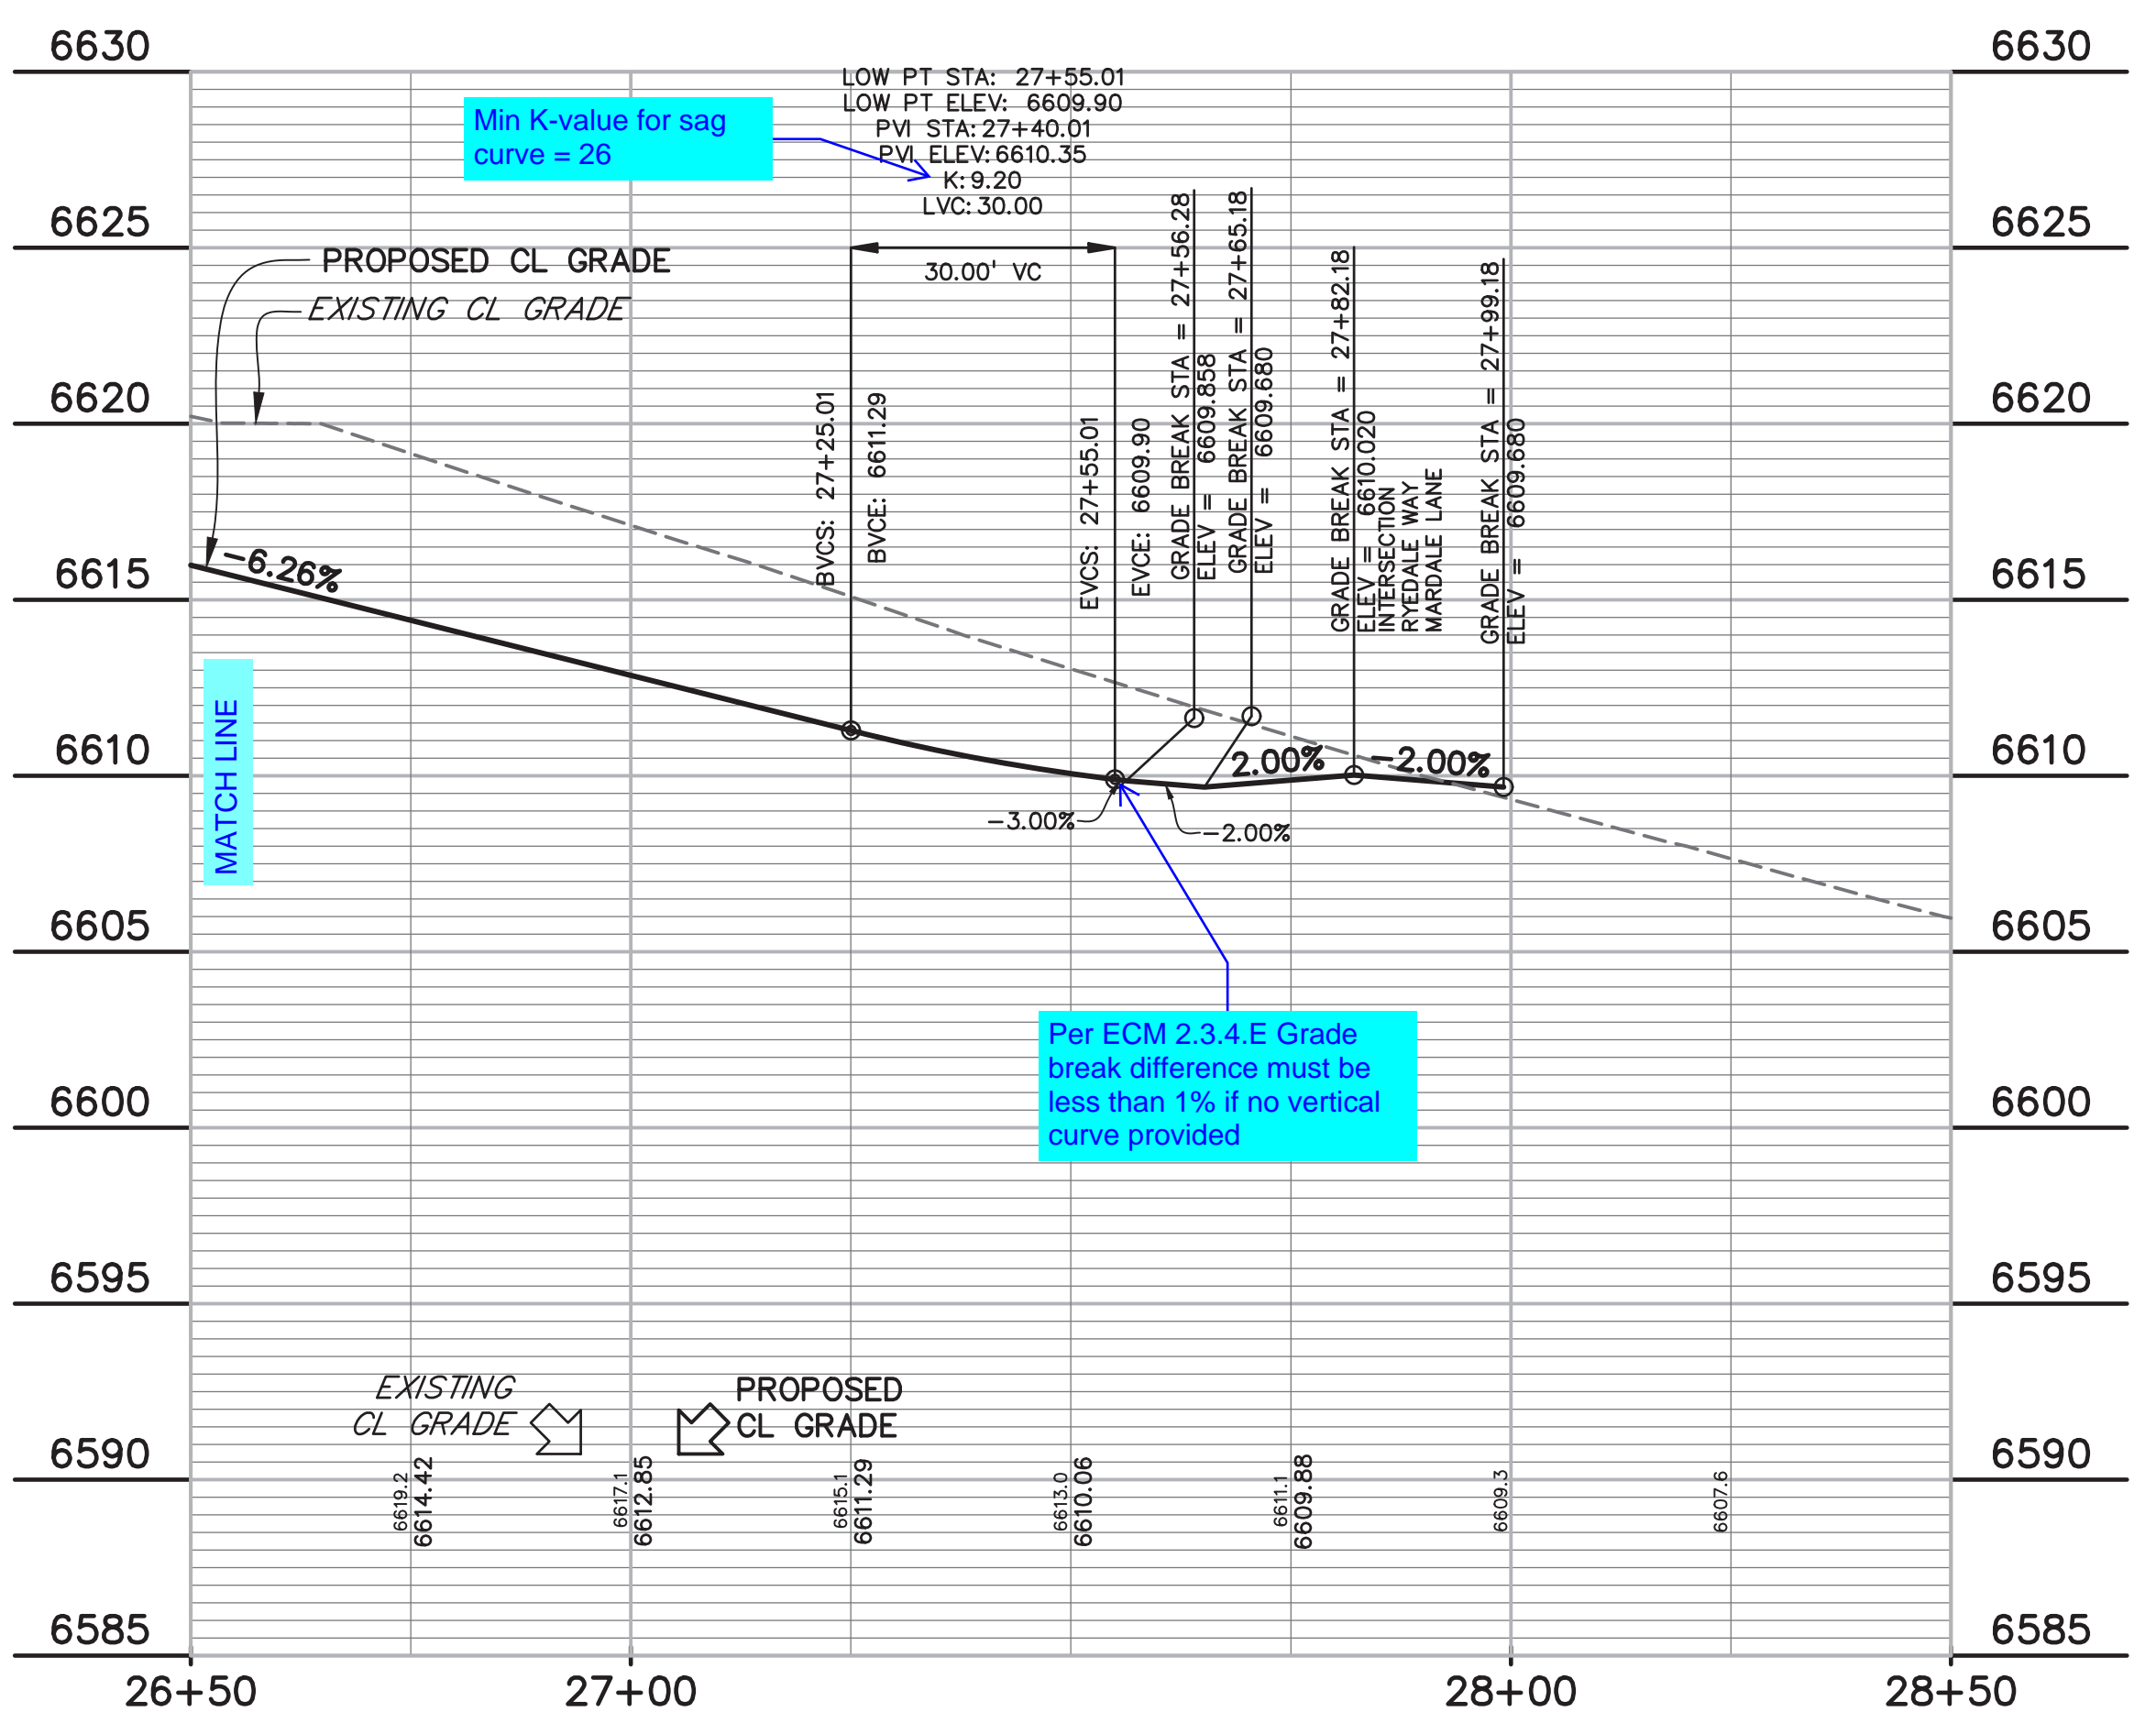 6630
6630
LOW PT STA: 27+55.01
LOW PT ELEV: 6609.90
PVI STA: 27+40.01
PVI ELEV: 6610.35
K: 9.20
LVC: 30.00
Min K-value for sag
curve = 26
6625
6625
30.00' VC
PROPOSED CL GRADE
EXISTING CL GRADE
6620
6620
BVCS: 27+25.01
BVCE: 6611.29
EVCS: 27+55.01
EVCE: 6609.90
GRADE BREAK STA = 27+56.28
ELEV = 6609.858
GRADE BREAK STA = 27+65.18
ELEV = 6609.680
GRADE BREAK STA = 27+82.18
ELEV = 6610.020
INTERSECTION
RYEDALE WAY
MARDALE LANE
GRADE BREAK STA = 27+99.18
ELEV = 6609.680
6615
6615
-6.26%
MATCH LINE
6610
6610
2.00%
-2.00%
-3.00%
-2.00%
6605
6605
Per ECM 2.3.4.E Grade
break difference must be
less than 1% if no vertical
curve provided
6600
6600
6595
6595
EXISTING
CL GRADE
PROPOSED
CL GRADE
6590
6590
6619.2
6614.42
6617.1
6612.85
6615.1
6611.29
6613.0
6610.06
6611.1
6609.88
6609.3
6607.6
6585
6585
26+50
27+00
28+00
28+50